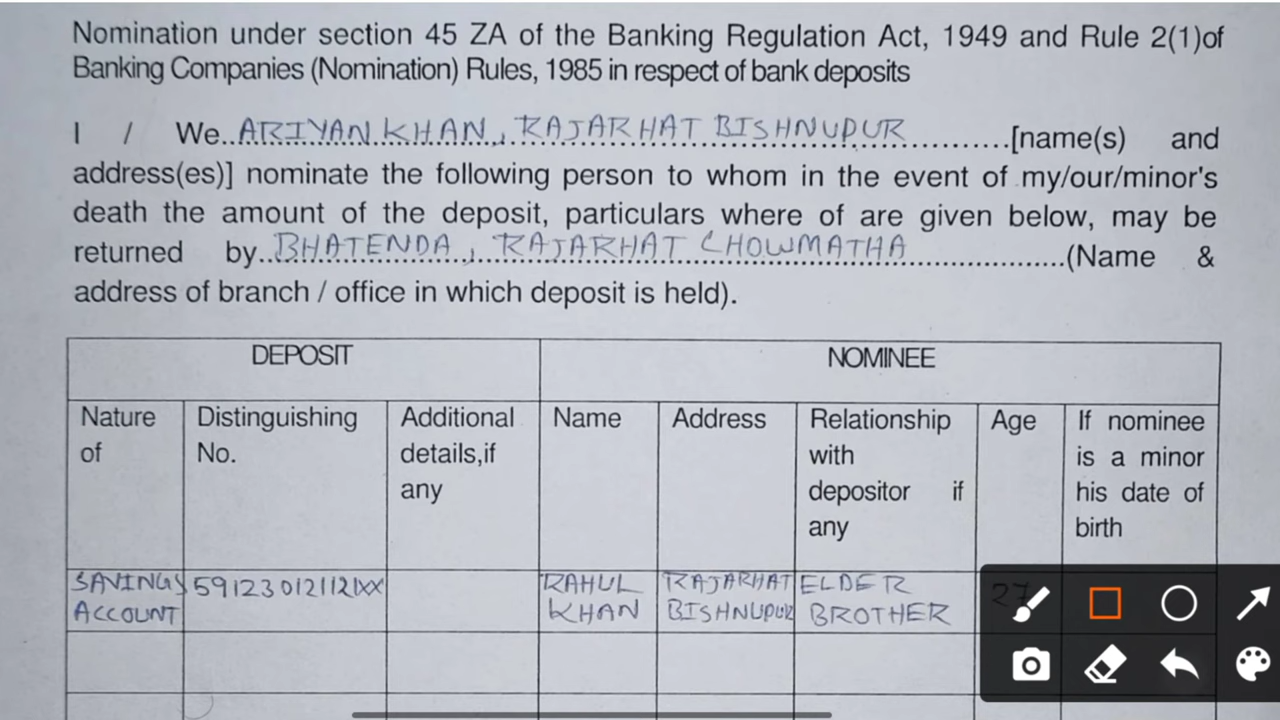 Nomination under section 45 ZA of the Banking Regulation Act, 1949 and Rule 2(1)of
Banking Companies (Nomination) Rules, 1985 in respect of bank deposits
I / We..ARIYAN KHAN, RAJARHAT BISHNUPUR..........[name(s) and
address(es)] nominate the following person to whom in the event of my/our/minor's
death the amount of the deposit, particulars where of are given below, may be
returned by..BHATENDA, RAJARHAT CHOWMATHA..........(Name &
address of branch / office in which deposit is held).
DEPOSIT NOMINEE
Nature of Distinguishing No. Additional details,if any Name Address Relationship with depositor if any Age If nominee is a minor his date of birth
SAVINGS ACCOUNT 591230121121XX RAHUL KHAN RAJARHAT BISHNUPUR ELDER BROTHER 27